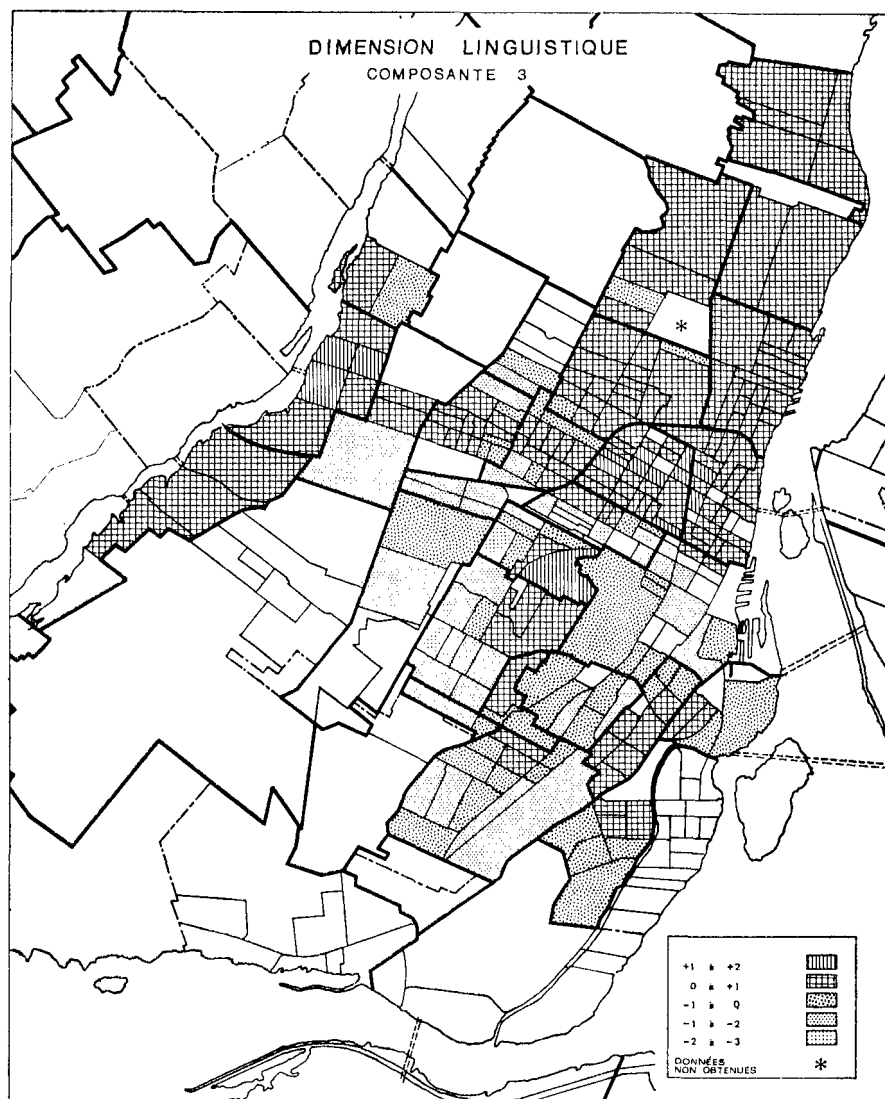 DIMENSION LINGUISTIQUE
COMPOSANTE 3
*
+1 à +2
0 à +1
-1 à 0
-1 à -2
-2 à -3
DONNÉES
NON OBTENUES *